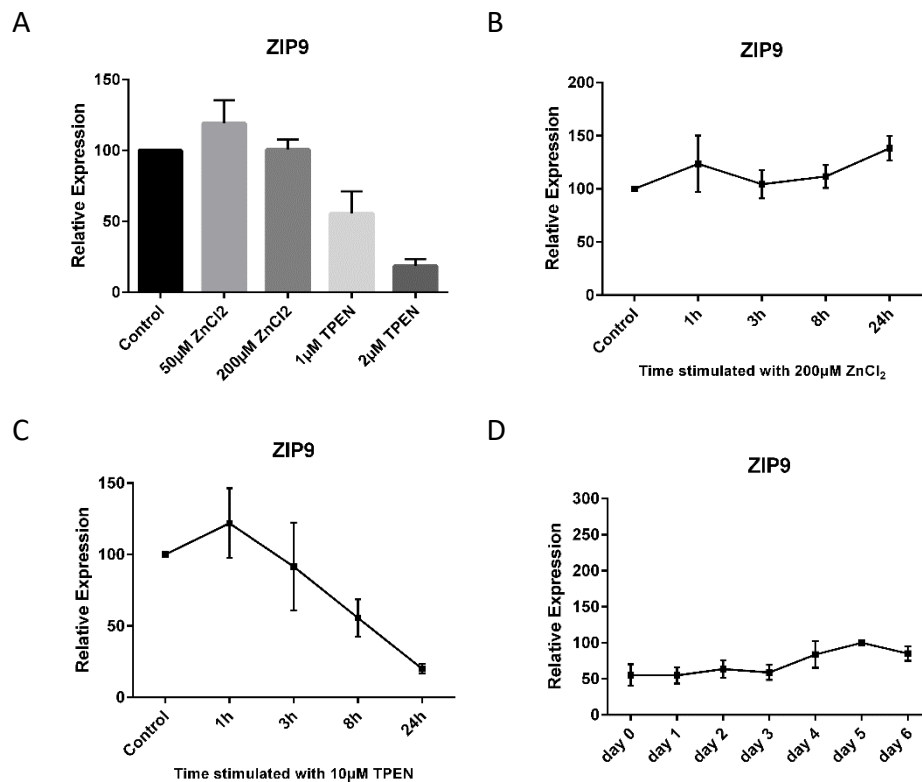 A
ZIP9
Relative Expression
150
100
50
0
Control
50µM ZnCl2
200µM ZnCl2
1µM TPEN
2µM TPEN
B
ZIP9
Relative Expression
200
150
100
50
0
Control
1h
3h
8h
24h
Time stimulated with 200µM ZnCl₂
C
ZIP9
Relative Expression
150
100
50
0
Control
1h
3h
8h
24h
Time stimulated with 10µM TPEN
D
ZIP9
Relative Expression
300
250
200
150
100
50
0
day 0
day 1
day 2
day 3
day 4
day 5
day 6